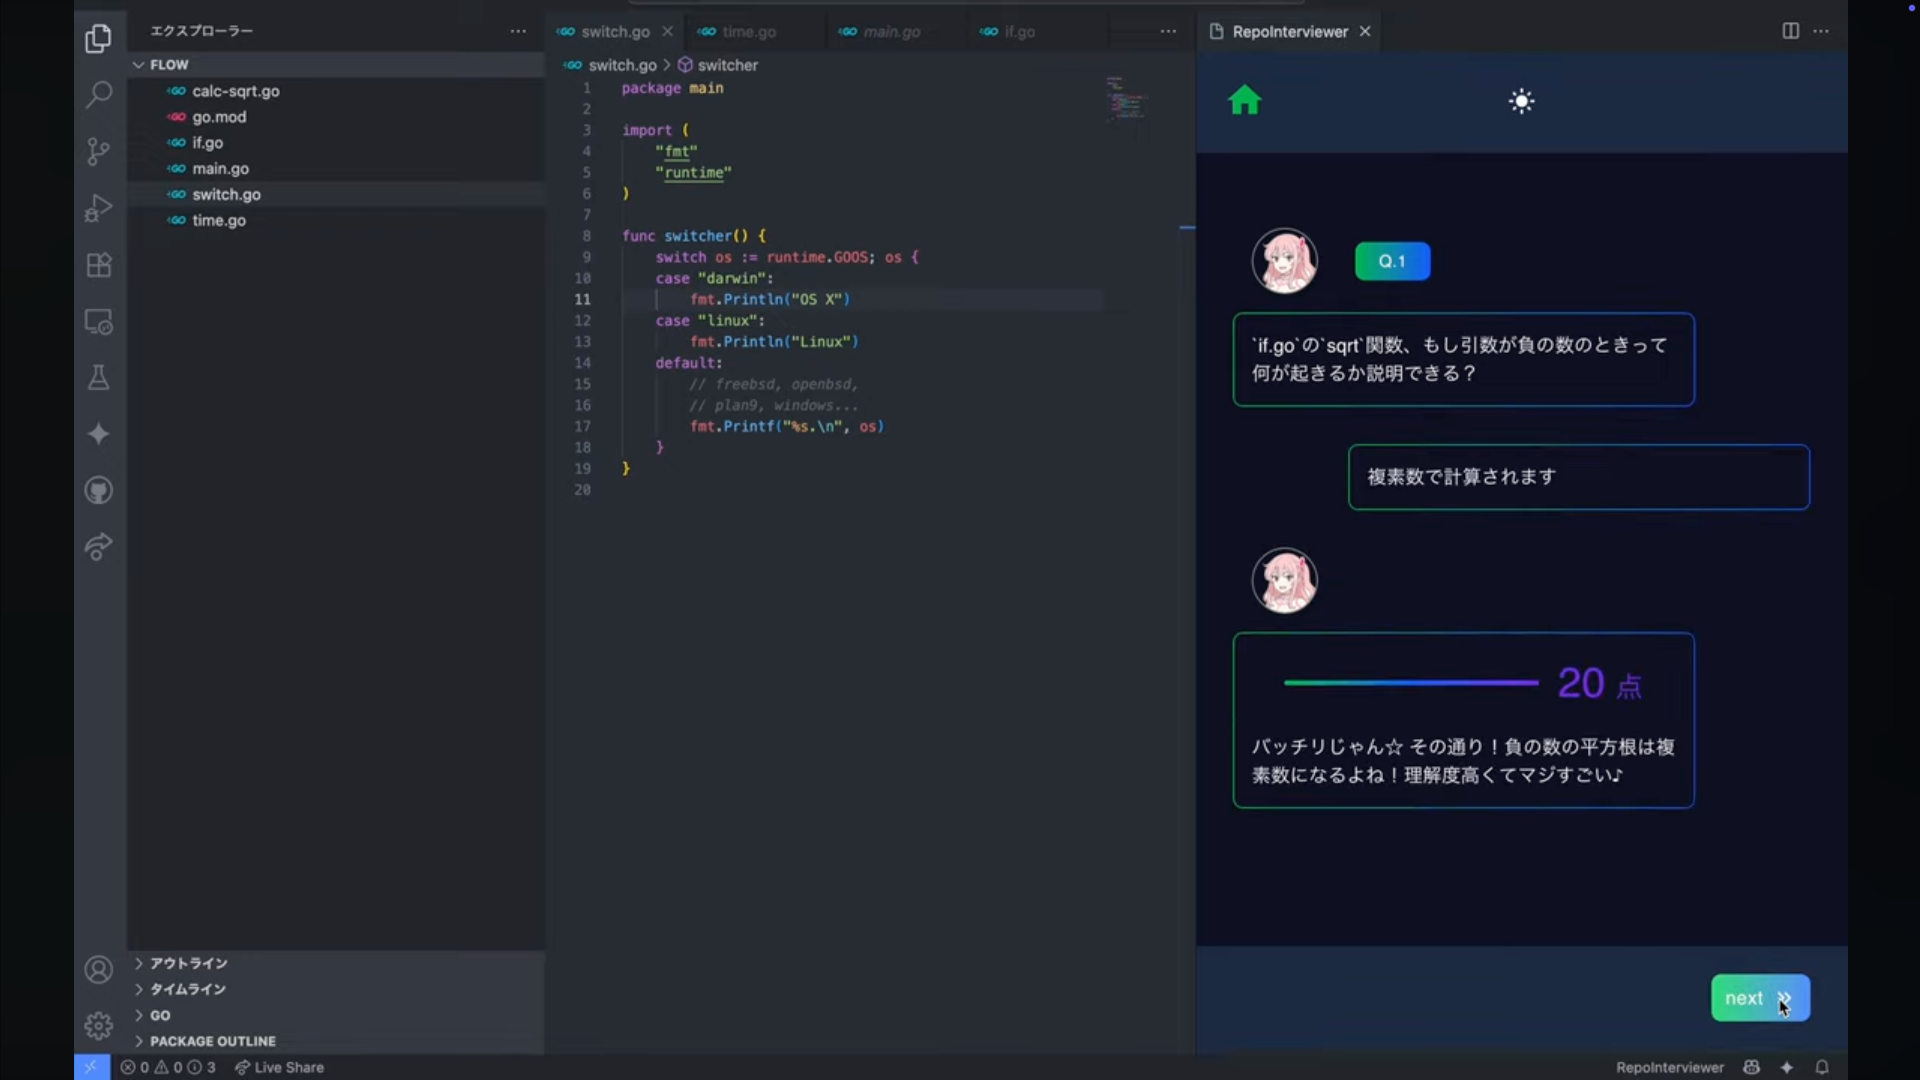 エクスプローラー
FLOW
calc-sqrt.go
go.mod
if.go
main.go
switch.go
time.go
アウトライン
タイムライン
GO
PACKAGE OUTLINE
switch.go
time.go
main.go
if.go
switch.go > switcher
1 package main
2
3 import (
4 "fmt"
5 "runtime"
6 )
7
8 func switcher() {
9 switch os := runtime.GOOS; os {
10 case "darwin":
11 fmt.Println("OS X")
12 case "linux":
13 fmt.Println("Linux")
14 default:
15 // freebsd, openbsd,
16 // plan9, windows...
17 fmt.Printf("%s.\n", os)
18 }
19 }
20
RepoInterviewer
Q.1
`if.go`の`sqrt`関数、もし引数が負の数のときって
何が起きるか説明できる？
複素数で計算されます
20 点
バッチリじゃん☆ その通り！負の数の平方根は複
素数になるよね！理解度高くてマジすごい♪
next
0 0 3 Live Share
RepoInterviewer